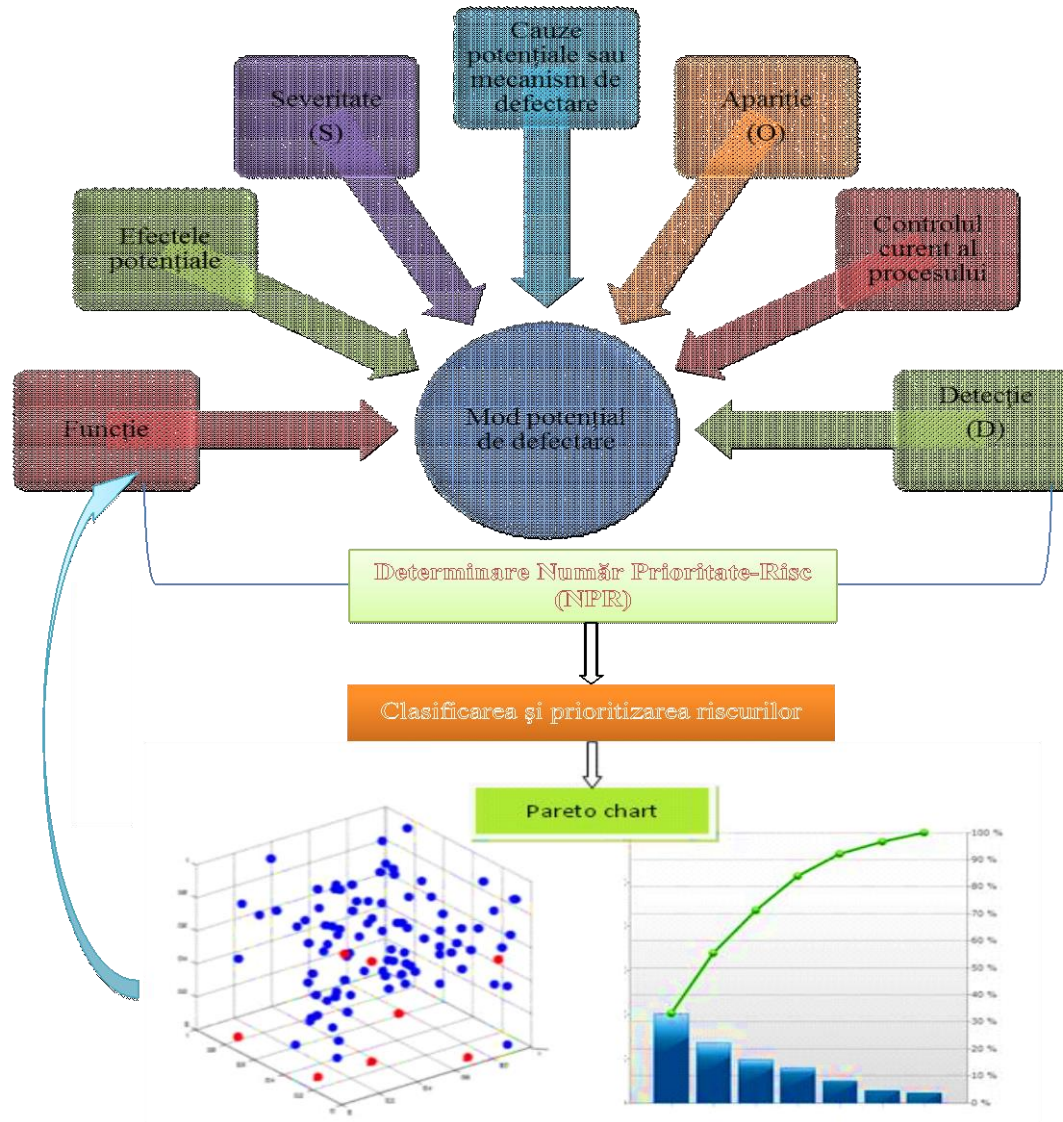 Cauze
potențiale sau
mecanism de
defectare
Severitate
(S)
Apariție
(O)
Efectele
potențiale
Controlul
curent al
procesului
Funcție
Mod potențial
de defectare
Detecție
(D)
Determinare Număr Prioritate-Risc
(NPR)
Clasificarea și prioritizarea riscurilor
Pareto chart
100 %
90 %
80 %
70 %
60 %
50 %
40 %
30 %
20 %
10 %
0 %